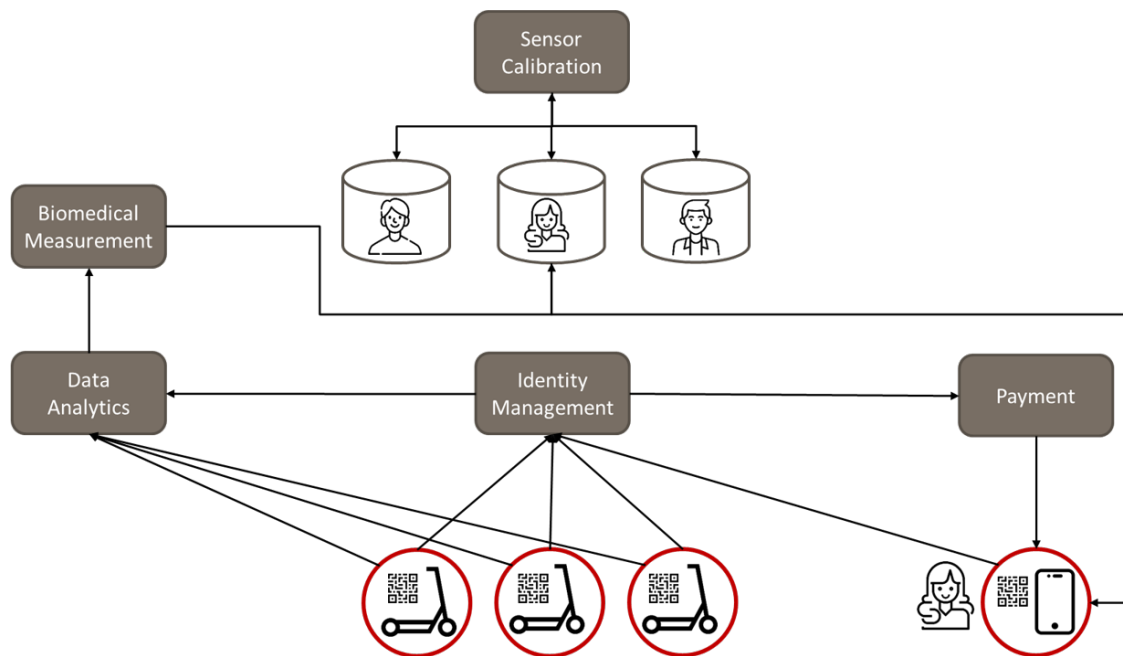 Sensor
Calibration
Biomedical
Measurement
Data
Analytics
Identity
Management
Payment